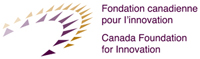 Fondation canadienne
pour l'innovation
Canada Foundation
for Innovation